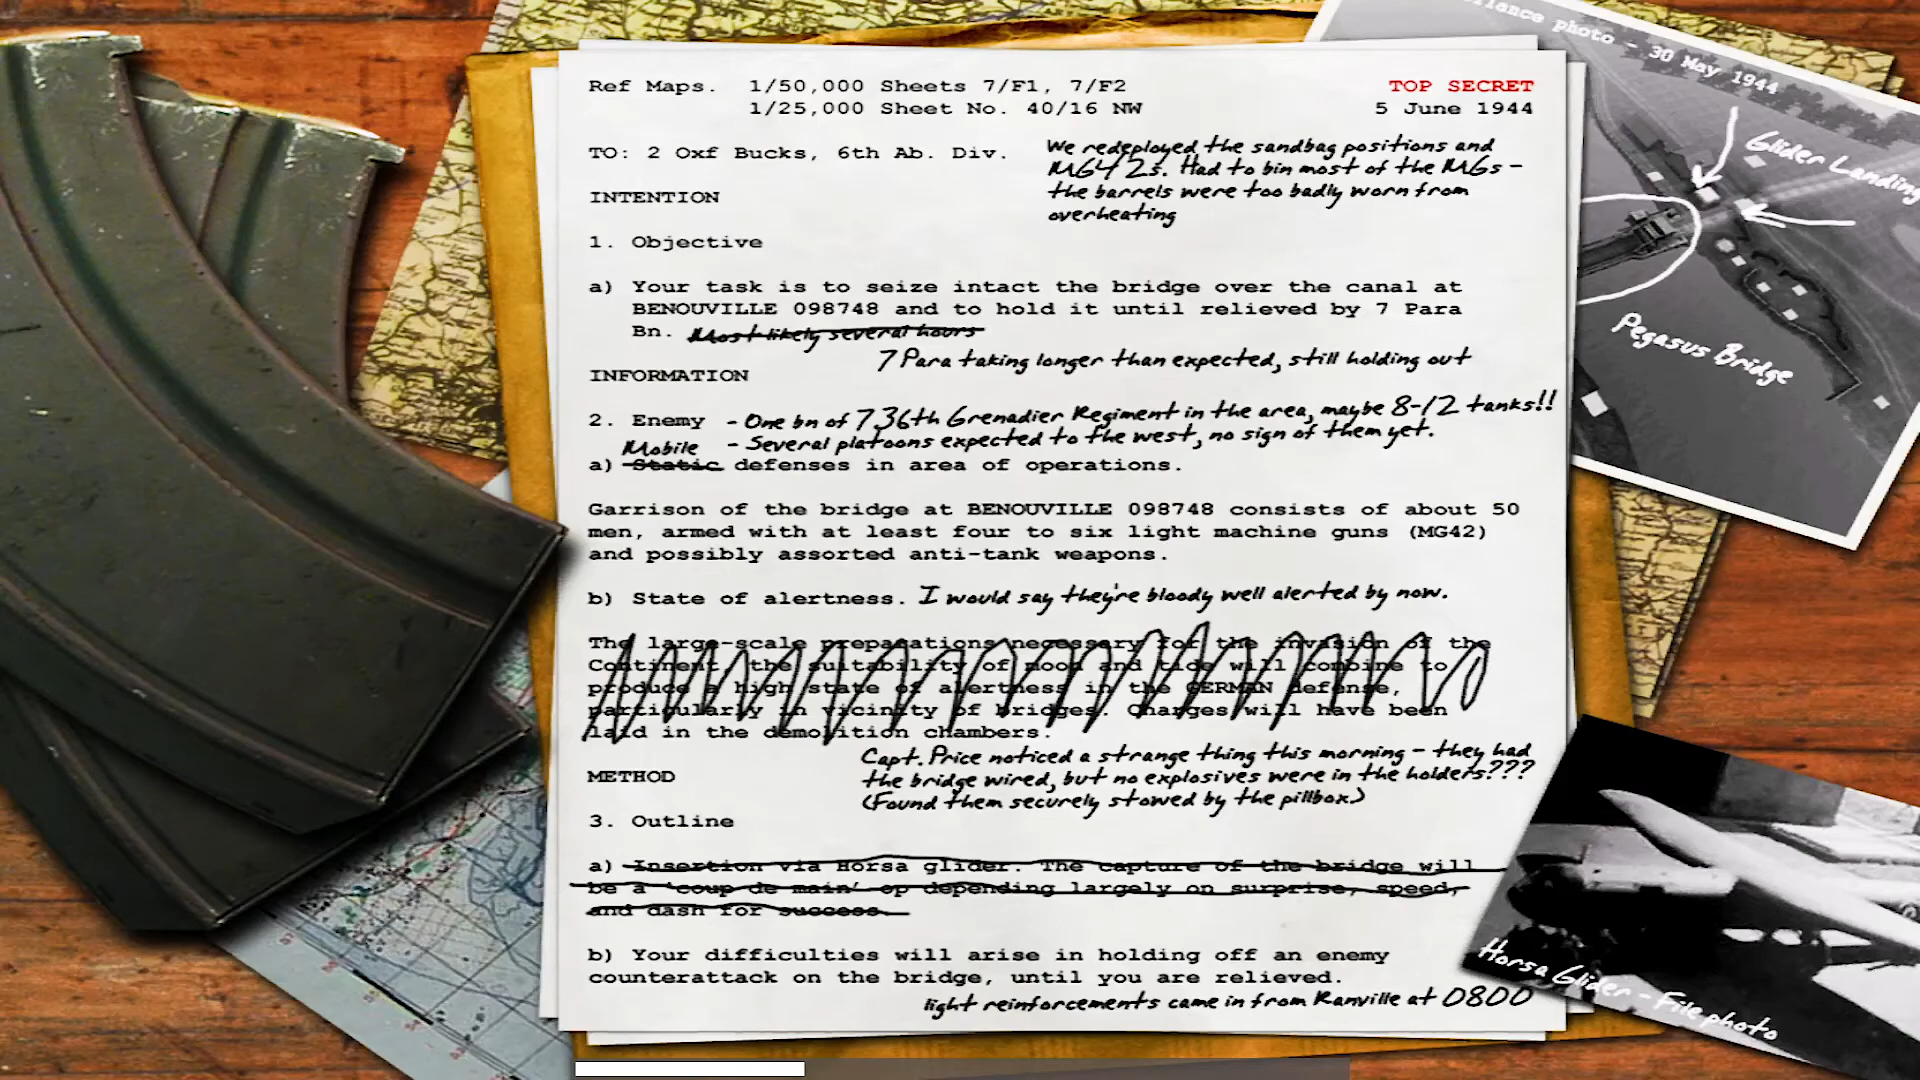 Ref Maps. 1/50,000 Sheets 7/F1, 7/F2
1/25,000 Sheet No. 40/16 NW
TOP SECRET
5 June 1944
TO: 2 Oxf Bucks, 6th Ab. Div.
We redeployed the sandbag positions and
MG42s. Had to bin most of the MGs -
the barrels were too badly worn from
overheating
INTENTION
1. Objective
a) Your task is to seize intact the bridge over the canal at
BENOUVILLE 098748 and to hold it until relieved by 7 Para
Bn. Most likely several hours
7 Para taking longer than expected, still holding out
INFORMATION
2. Enemy - One bn of 736th Grenadier Regiment in the area, maybe 8-12 tanks!!
Mobile - Several platoons expected to the west, no sign of them yet.
a) Static defenses in area of operations.
Garrison of the bridge at BENOUVILLE 098748 consists of about 50
men, armed with at least four to six light machine guns (MG42)
and possibly assorted anti-tank weapons.
b) State of alertness. I would say they're bloody well alerted by now.
The large-scale preparations necessary for the invasion of the
Continent, the suitability of moon and tide will combine to
produce a high state of alertness in the GERMAN defense,
particularly in vicinity of bridges. Charges will have been
laid in the demolition chambers.
Capt. Price noticed a strange thing this morning - they had
the bridge wired, but no explosives were in the holders???
(Found them securely stowed by the pillbox)
METHOD
3. Outline
a) Insertion via Horsa glider. The capture of the bridge will
be a 'coup de main' op depending largely on surprise, speed,
and dash for success.
b) Your difficulties will arise in holding off an enemy
counterattack on the bridge, until you are relieved.
light reinforcements came in from Ranville at 0800
photo - 30 May 1944
Glider Landing
Pegasus Bridge
Horsa Glider - File photo